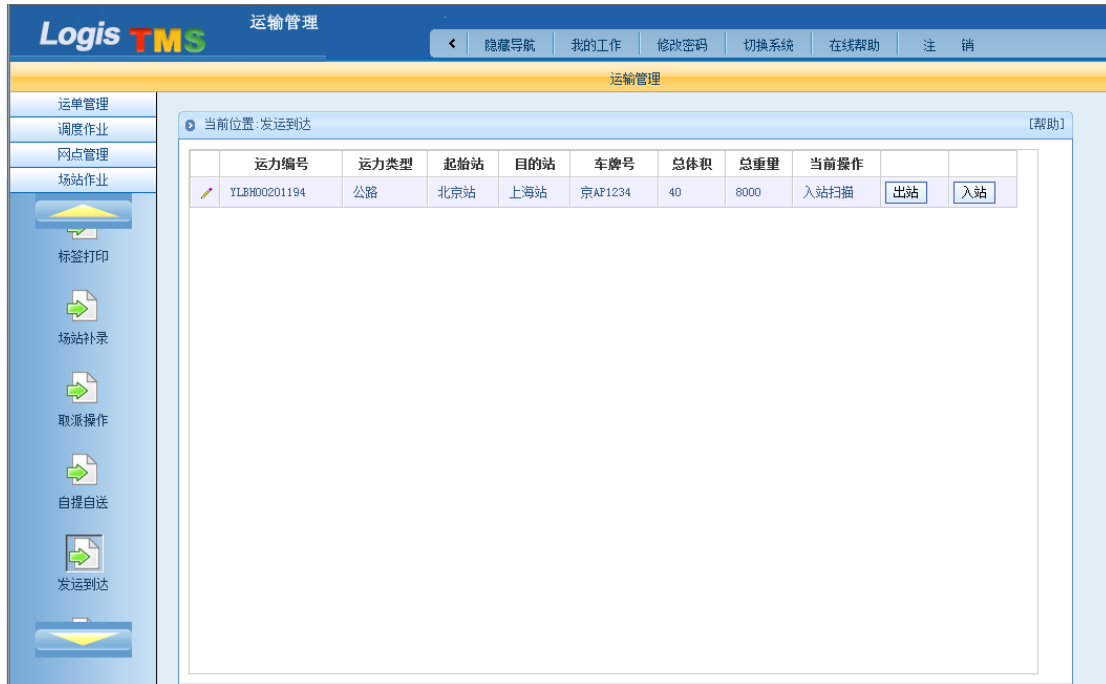 Logis TMS 运输管理
隐藏导航 我的工作 修改密码 切换系统 在线帮助 注 销
运输管理
运单管理
调度作业
网点管理
场站作业
标签打印
场站补录
取派操作
自提自送
发运到达
当前位置:发运到达 [帮助]
运力编号 运力类型 起始站 目的站 车牌号 总体积 总重量 当前操作
YLBH00201194 公路 北京站 上海站 京AP1234 40 8000 入站扫描 出站 入站